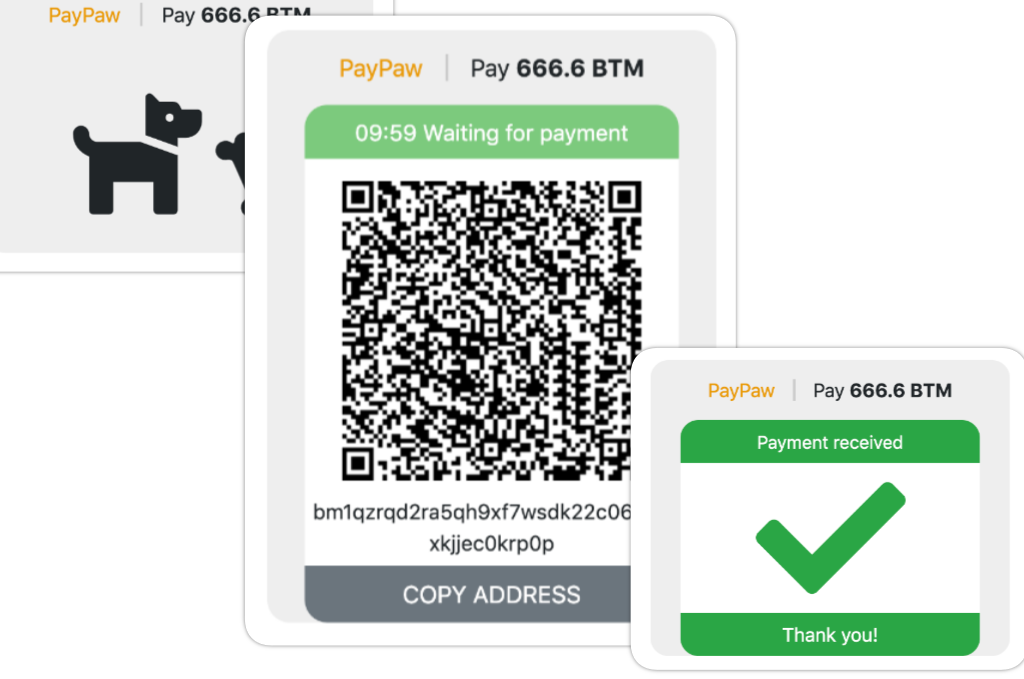 PayPaw | Pay 666.6 BTM
PayPaw | Pay 666.6 BTM
09:59 Waiting for payment
bm1qzrqd2ra5qh9xf7wsdk22c06
xkjjec0krp0p
COPY ADDRESS
PayPaw | Pay 666.6 BTM
Payment received
Thank you!